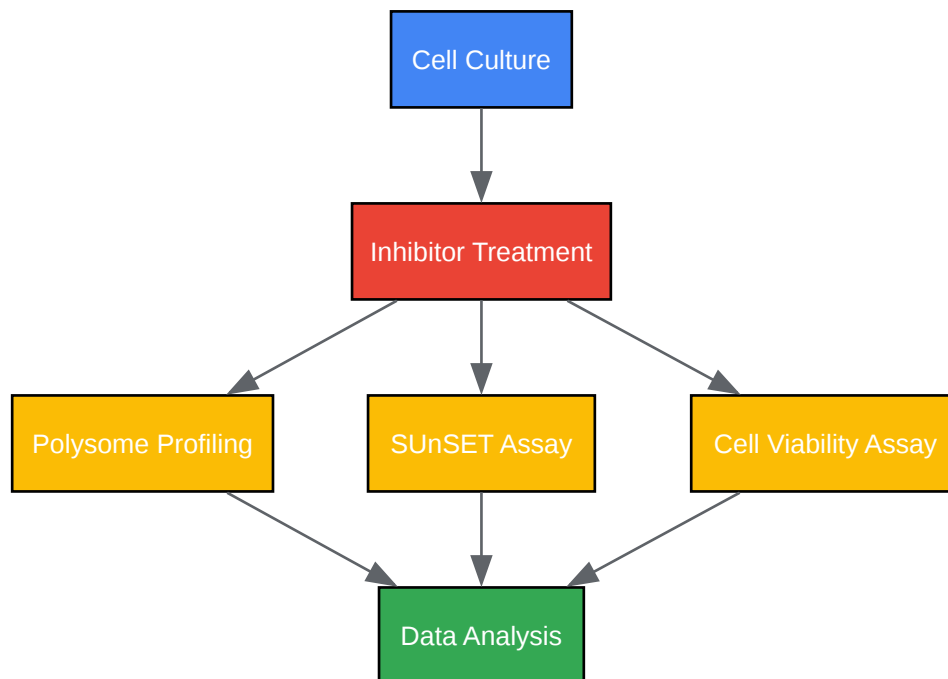 Cell Culture
Inhibitor Treatment
Polysome Profiling
SUnSET Assay
Cell Viability Assay
Data Analysis